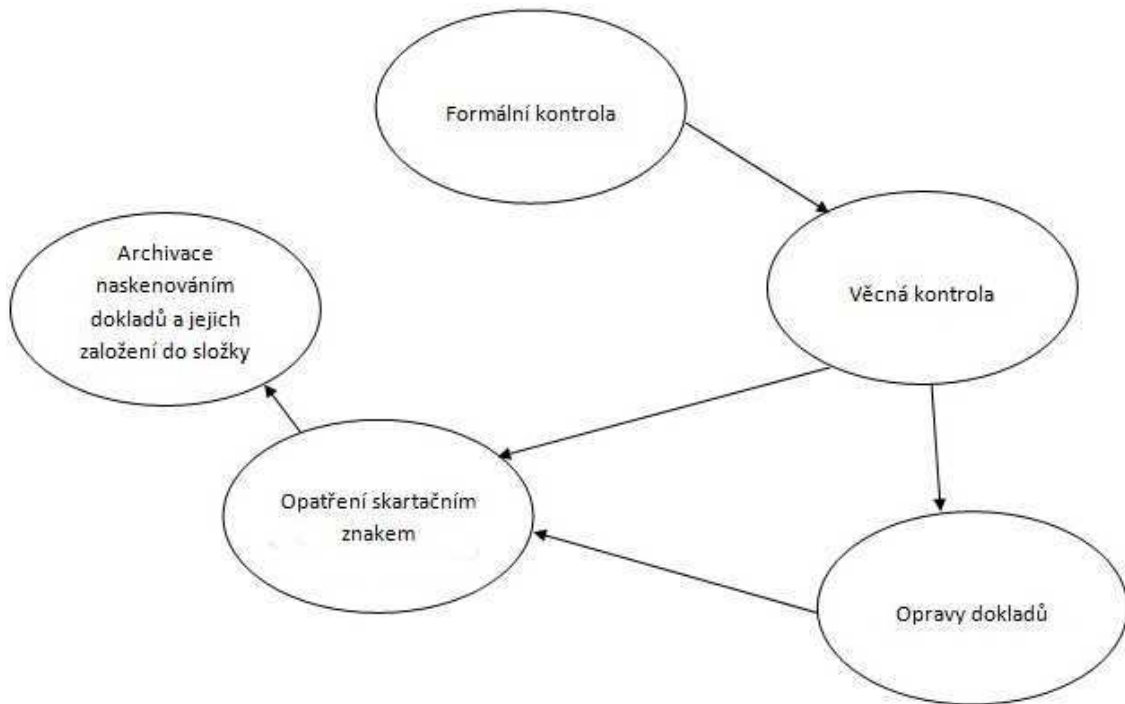 Formální kontrola
Věcná kontrola
Archivace
naskenováním
dokladů a jejich
založení do složky
Opatření skartačním
znakem
Opravy dokladů